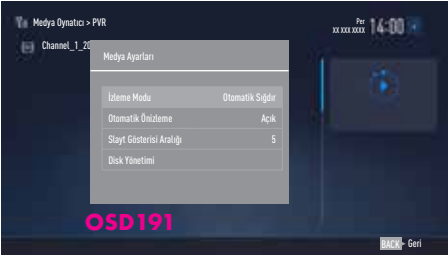 Medya Oynatıcı > PVR
Per
xx xxx xxxx 14:00
Channel_1_20
Medya Ayarları
İzleme Modu Otomatik Sığdır
Otomatik Önizleme Açık
Slayt Gösterisi Aralığı 5
Disk Yönetimi
OSD191
BACK Geri